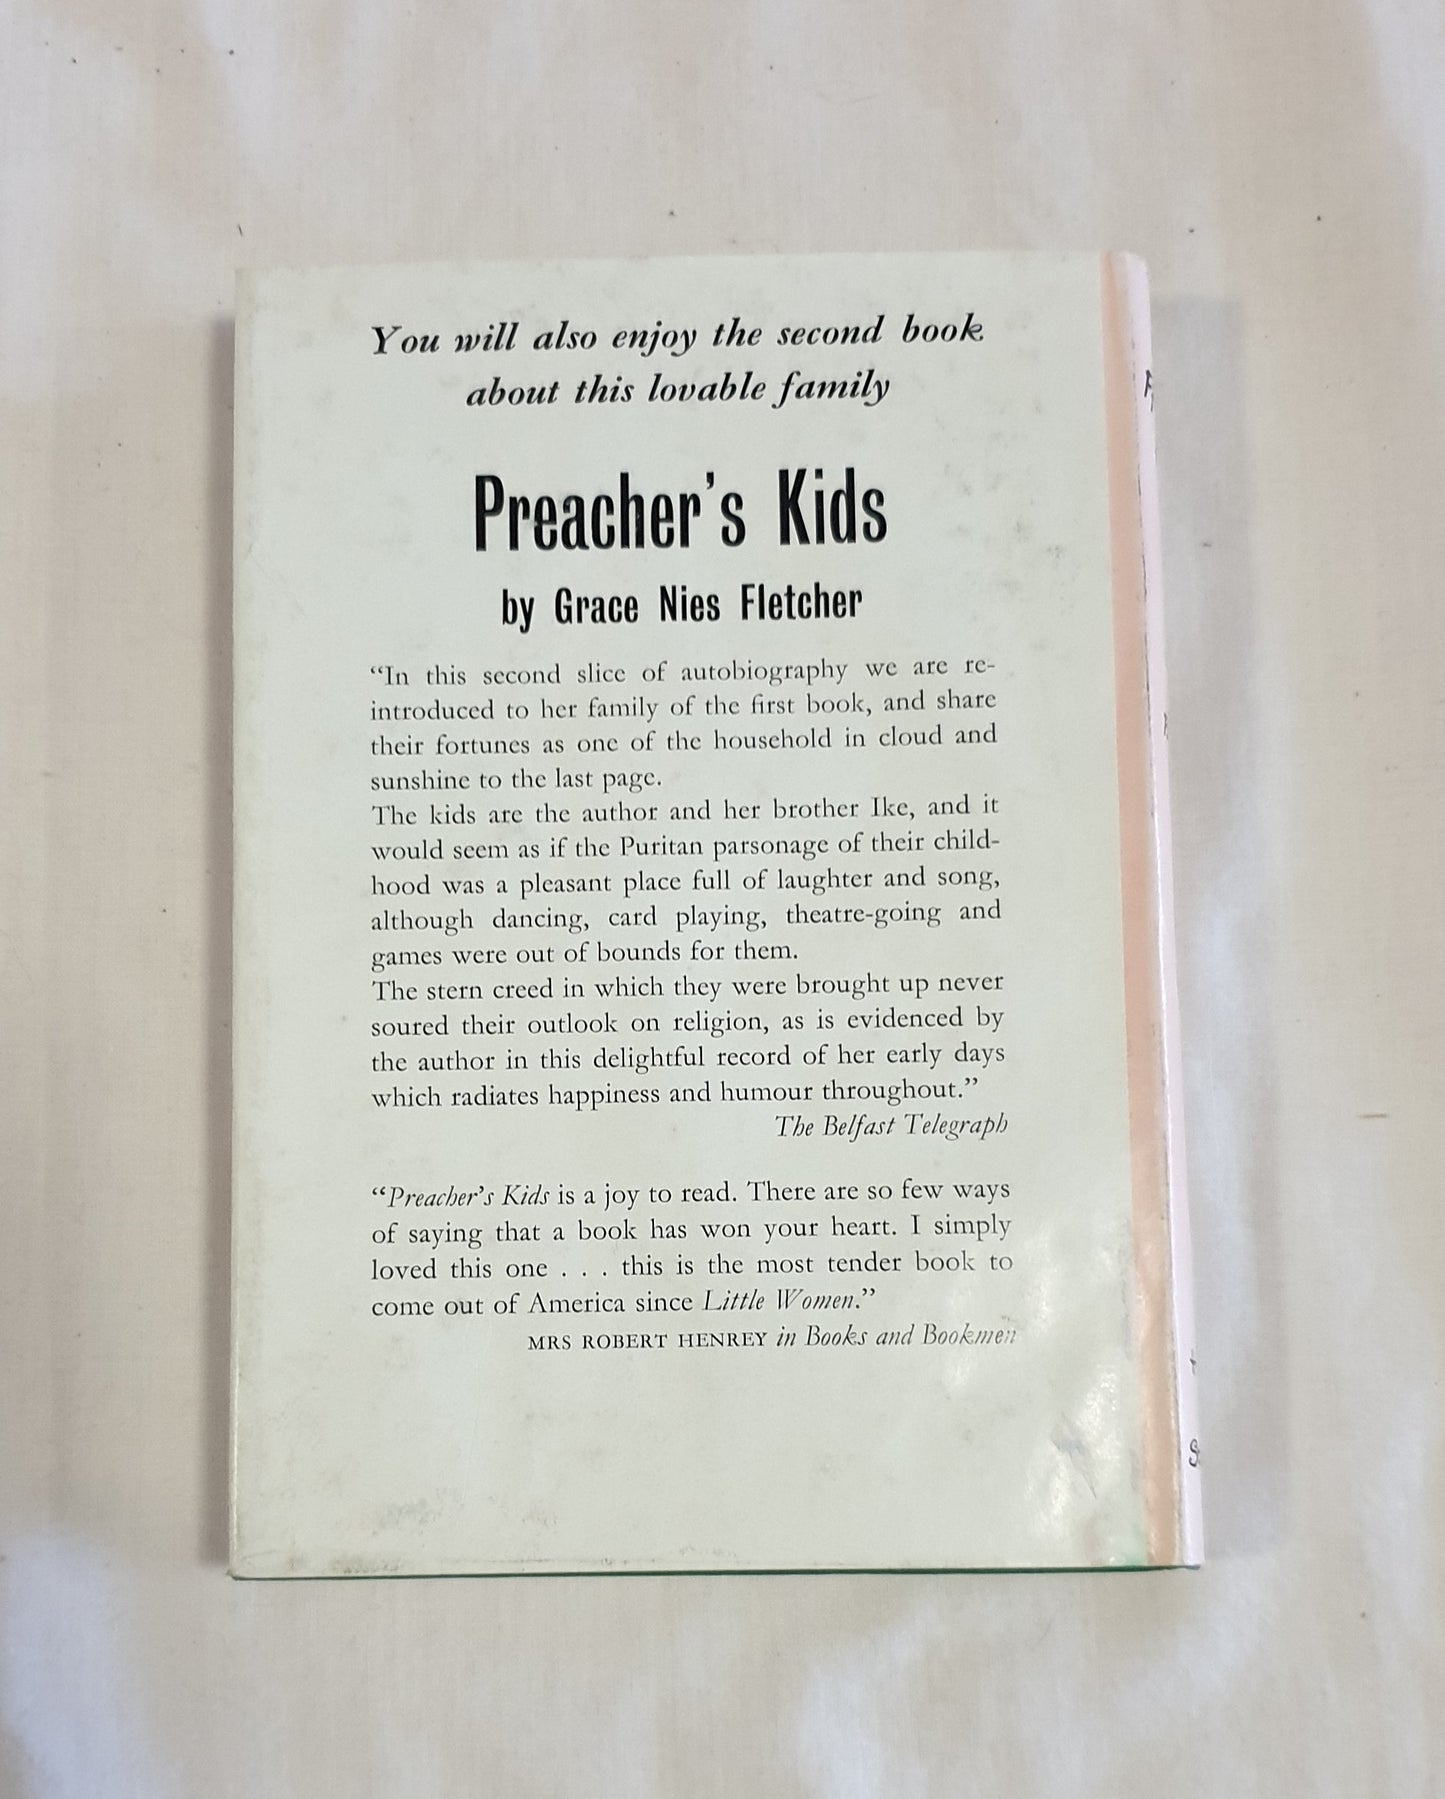 You will also enjoy the second book
about this lovable family
Preacher's Kids
by Grace Nies Fletcher
“In this second slice of autobiography we are re-
introduced to her family of the first book, and share
their fortunes as one of the household in cloud and
sunshine to the last page.
The kids are the author and her brother Ike, and it
would seem as if the Puritan parsonage of their child-
hood was a pleasant place full of laughter and song,
although dancing, card playing, theatre-going and
games were out of bounds for them.
The stern creed in which they were brought up never
soured their outlook on religion, as is evidenced by
the author in this delightful record of her early days
which radiates happiness and humour throughout.”
The Belfast Telegraph
“Preacher's Kids is a joy to read. There are so few ways
of saying that a book has won your heart. I simply
loved this one . . . this is the most tender book to
come out of America since Little Women.”
MRS ROBERT HENREY in Books and Bookmen